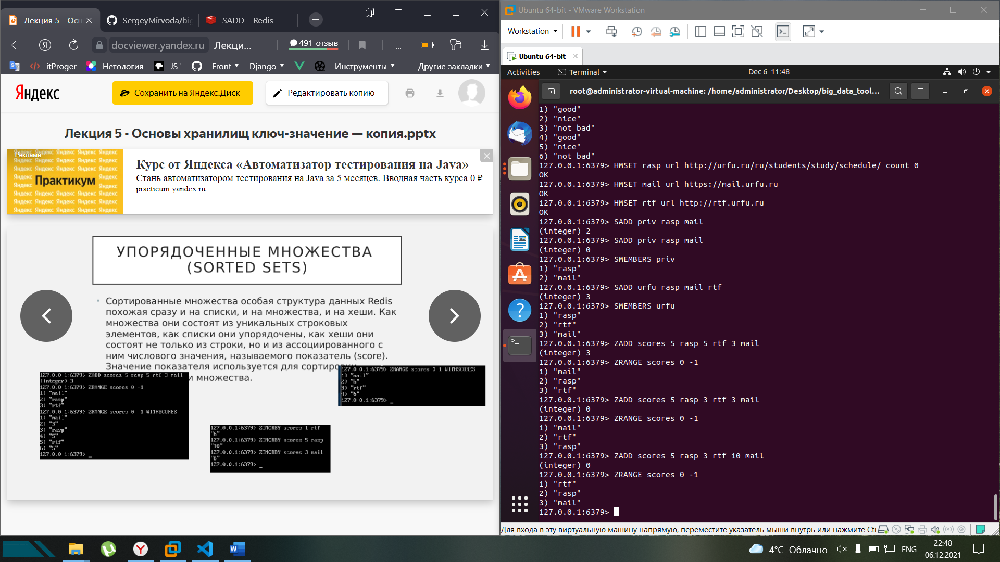 Лекция 5 - Осн
SergeyMirvoda/big
SADD – Redis
docviewer.yandex.ru
Лекци...
491 отзыв
...
itProger
Нетология
JS
Front
Django
Инструменты
Другие закладки
Яндекс
Сохранить на Яндекс.Диск
Редактировать копию
Лекция 5 - Основы хранилищ ключ-значение — копия.pptx
Реклама
Практикум
Курс от Яндекса «Автоматизатор тестирования на Java»
Стань автоматизатором тестирования на Java за 5 месяцев. Вводная часть курса 0 ₽
practicum.yandex.ru
УПОРЯДОЧЕННЫЕ МНОЖЕСТВА
(SORTED SETS)
• Сортированные множества особая структура данных Redis
похожая сразу и на списки, и на множества, и на хеши. Как
множества они состоят из уникальных строковых
элементов, как списки они упорядочены, как хеши они
состоят не только из строки, но и из ассоциированного с
ним числового значения, называемого показатель (score).
Значение показателя используется для
и множества.
127.0.0.1:6379> ZADD scores 5 rasp 5 rtf 3 mail
(integer) 3
127.0.0.1:6379> ZRANGE scores 0 -1
1) "mail"
2) "rasp"
3) "rtf"
127.0.0.1:6379> ZRANGE scores 0 -1 WITHSCORES
1) "mail"
2) "3"
3) "rasp"
4) "5"
5) "rtf"
6) "5"
127.0.0.1:6379> _
127.0.0.1:6379> ZINCRBY scores 1 rtf
"6"
127.0.0.1:6379> ZINCRBY scores 5 rasp
"10"
127.0.0.1:6379> ZINCRBY scores 3 mail
"6"
127.0.0.1:6379> _
127.0.0.1:6379> ZRANGE scores 0 1 WITHSCORES
1) "mail"
2) "6"
3) "rtf"
4) "6"
127.0.0.1:6379> _
Ubuntu 64-bit - VMware Workstation
Workstation
Ubuntu 64-bit
Activities
Terminal
Dec 6 11:48
root@administrator-virtual-machine: /home/administrator/Desktop/big_data_tool...
1) "good"
2) "nice"
3) "not bad"
4) "good"
5) "nice"
6) "not bad"
127.0.0.1:6379> HMSET rasp url http://urfu.ru/ru/students/study/schedule/ count 0
OK
127.0.0.1:6379> HMSET mail url https://mail.urfu.ru
OK
127.0.0.1:6379> HMSET rtf url http://rtf.urfu.ru
OK
127.0.0.1:6379> SADD priv rasp mail
(integer) 2
127.0.0.1:6379> SADD priv rasp mail
(integer) 0
127.0.0.1:6379> SMEMBERS priv
1) "rasp"
2) "mail"
127.0.0.1:6379> SADD urfu rasp mail rtf
(integer) 3
127.0.0.1:6379> SMEMBERS urfu
1) "rasp"
2) "rtf"
3) "mail"
127.0.0.1:6379> ZADD scores 5 rasp 5 rtf 3 mail
(integer) 3
127.0.0.1:6379> ZRANGE scores 0 -1
1) "mail"
2) "rasp"
3) "rtf"
127.0.0.1:6379> ZADD scores 5 rasp 3 rtf 3 mail
(integer) 0
127.0.0.1:6379> ZRANGE scores 0 -1
1) "mail"
2) "rtf"
3) "rasp"
127.0.0.1:6379> ZADD scores 5 rasp 3 rtf 10 mail
(integer) 0
127.0.0.1:6379> ZRANGE scores 0 -1
1) "rtf"
2) "rasp"
3) "mail"
127.0.0.1:6379>
Для входа в эту виртуальную машину напрямую, переместите указатель мыши внутрь или нажмите Ct
4°C Облачно
ENG
22:48
06.12.2021